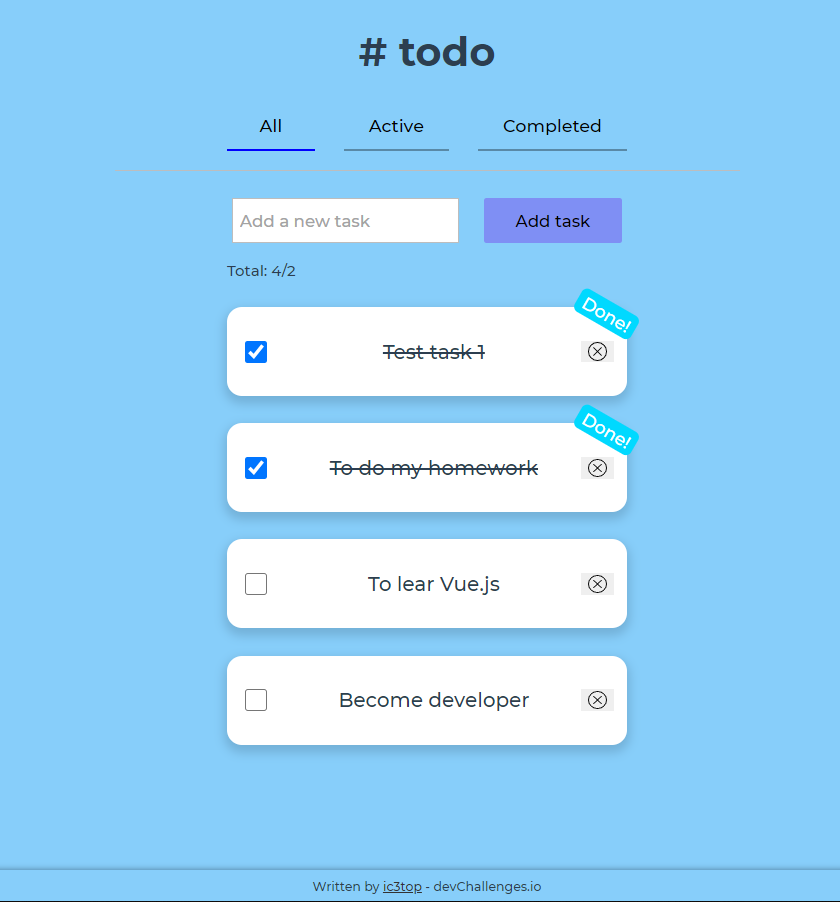 # todo
All Active Completed
Add a new task Add task
Total: 4/2
Done!
Test task 1
Done!
To do my homework
To lear Vue.js
Become developer
Written by ic3top - devChallenges.io